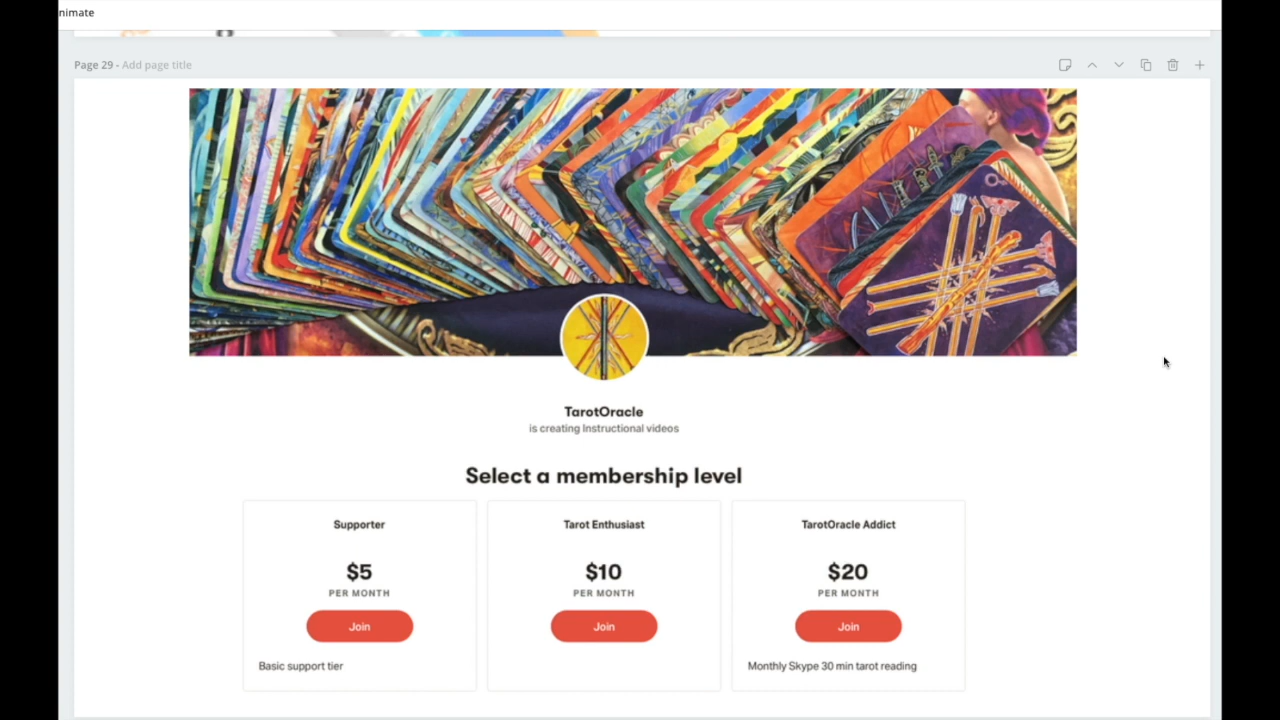 nimate
Page 29 - Add page title
TarotOracle
is creating Instructional videos
Select a membership level
Supporter
$5
PER MONTH
Join
Basic support tier
Tarot Enthusiast
$10
PER MONTH
Join
TarotOracle Addict
$20
PER MONTH
Join
Monthly Skype 30 min tarot reading